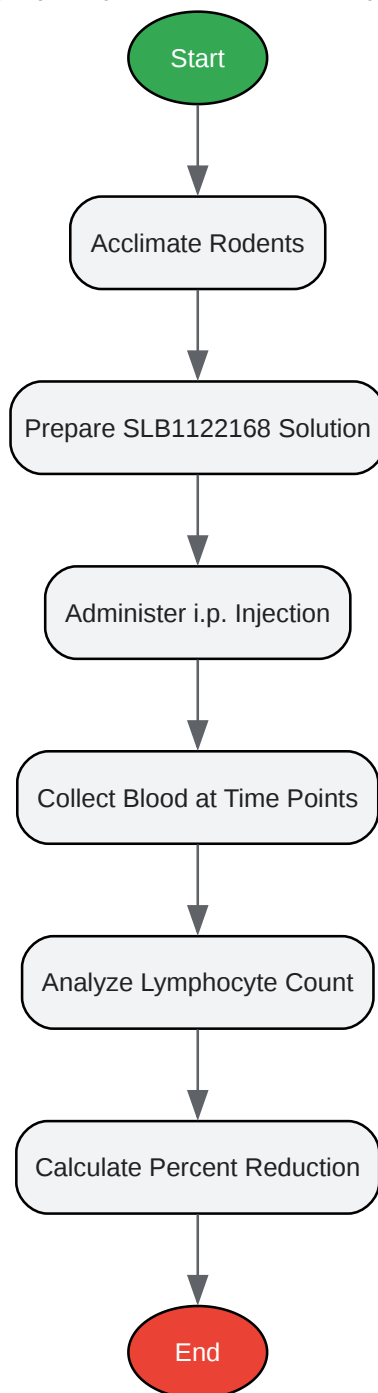 Start
Acclimate Rodents
Prepare SLB1122168 Solution
Administer i.p. Injection
Collect Blood at Time Points
Analyze Lymphocyte Count
Calculate Percent Reduction
End